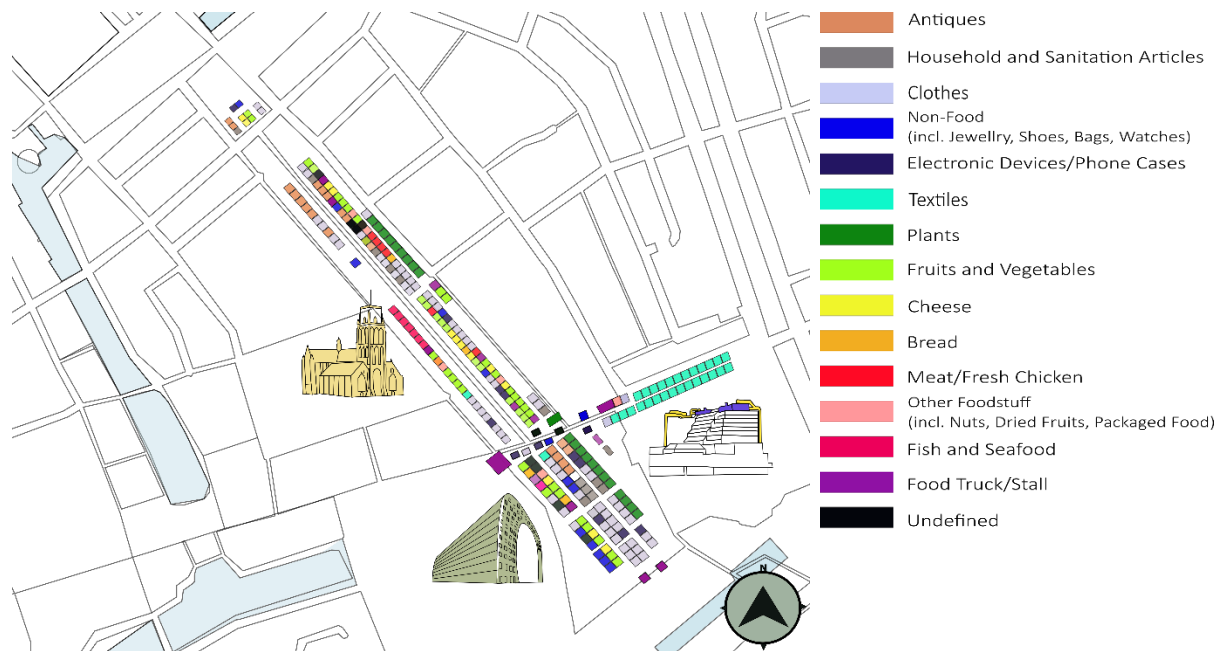 Antiques
Household and Sanitation Articles
Clothes
Non-Food
(incl. Jewellry, Shoes, Bags, Watches)
Electronic Devices/Phone Cases
Textiles
Plants
Fruits and Vegetables
Cheese
Bread
Meat/Fresh Chicken
Other Foodstuff
(incl. Nuts, Dried Fruits, Packaged Food)
Fish and Seafood
Food Truck/Stall
Undefined
N